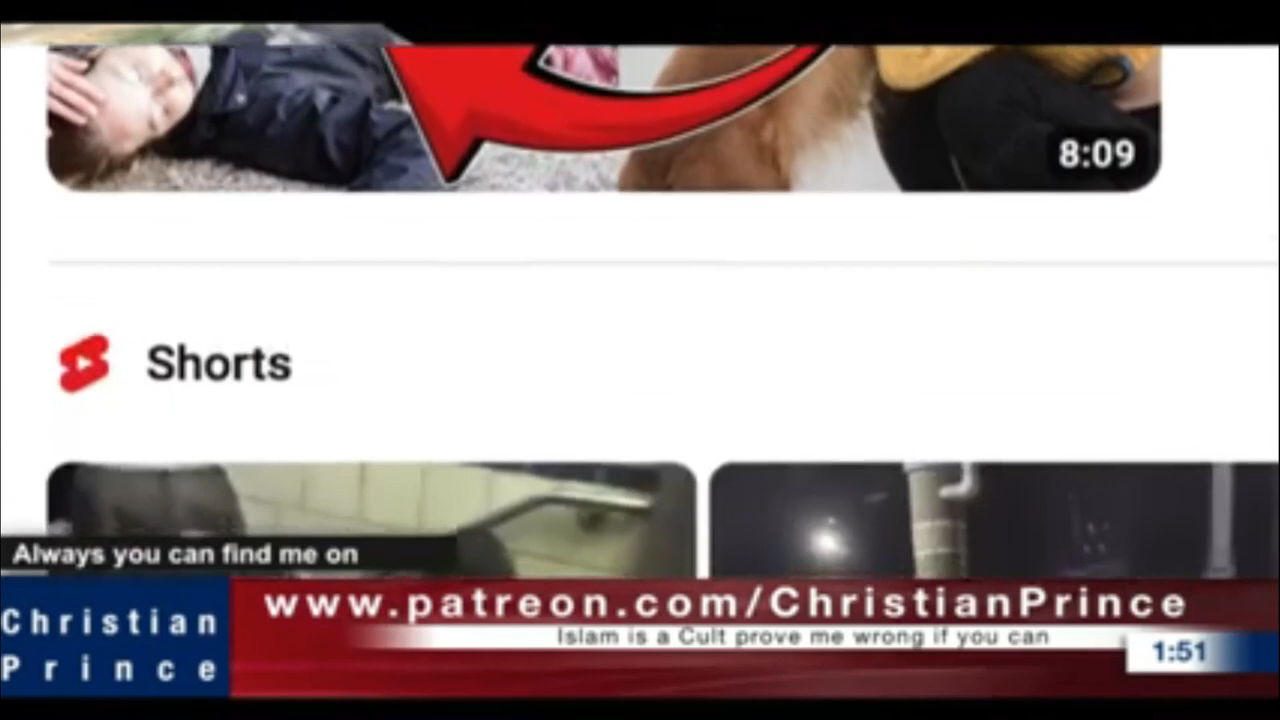 8:09
Shorts
Always you can find me on
www.patreon.com/ChristianPrince
Islam is a Cult prove me wrong if you can
Christian
Prince
1:51